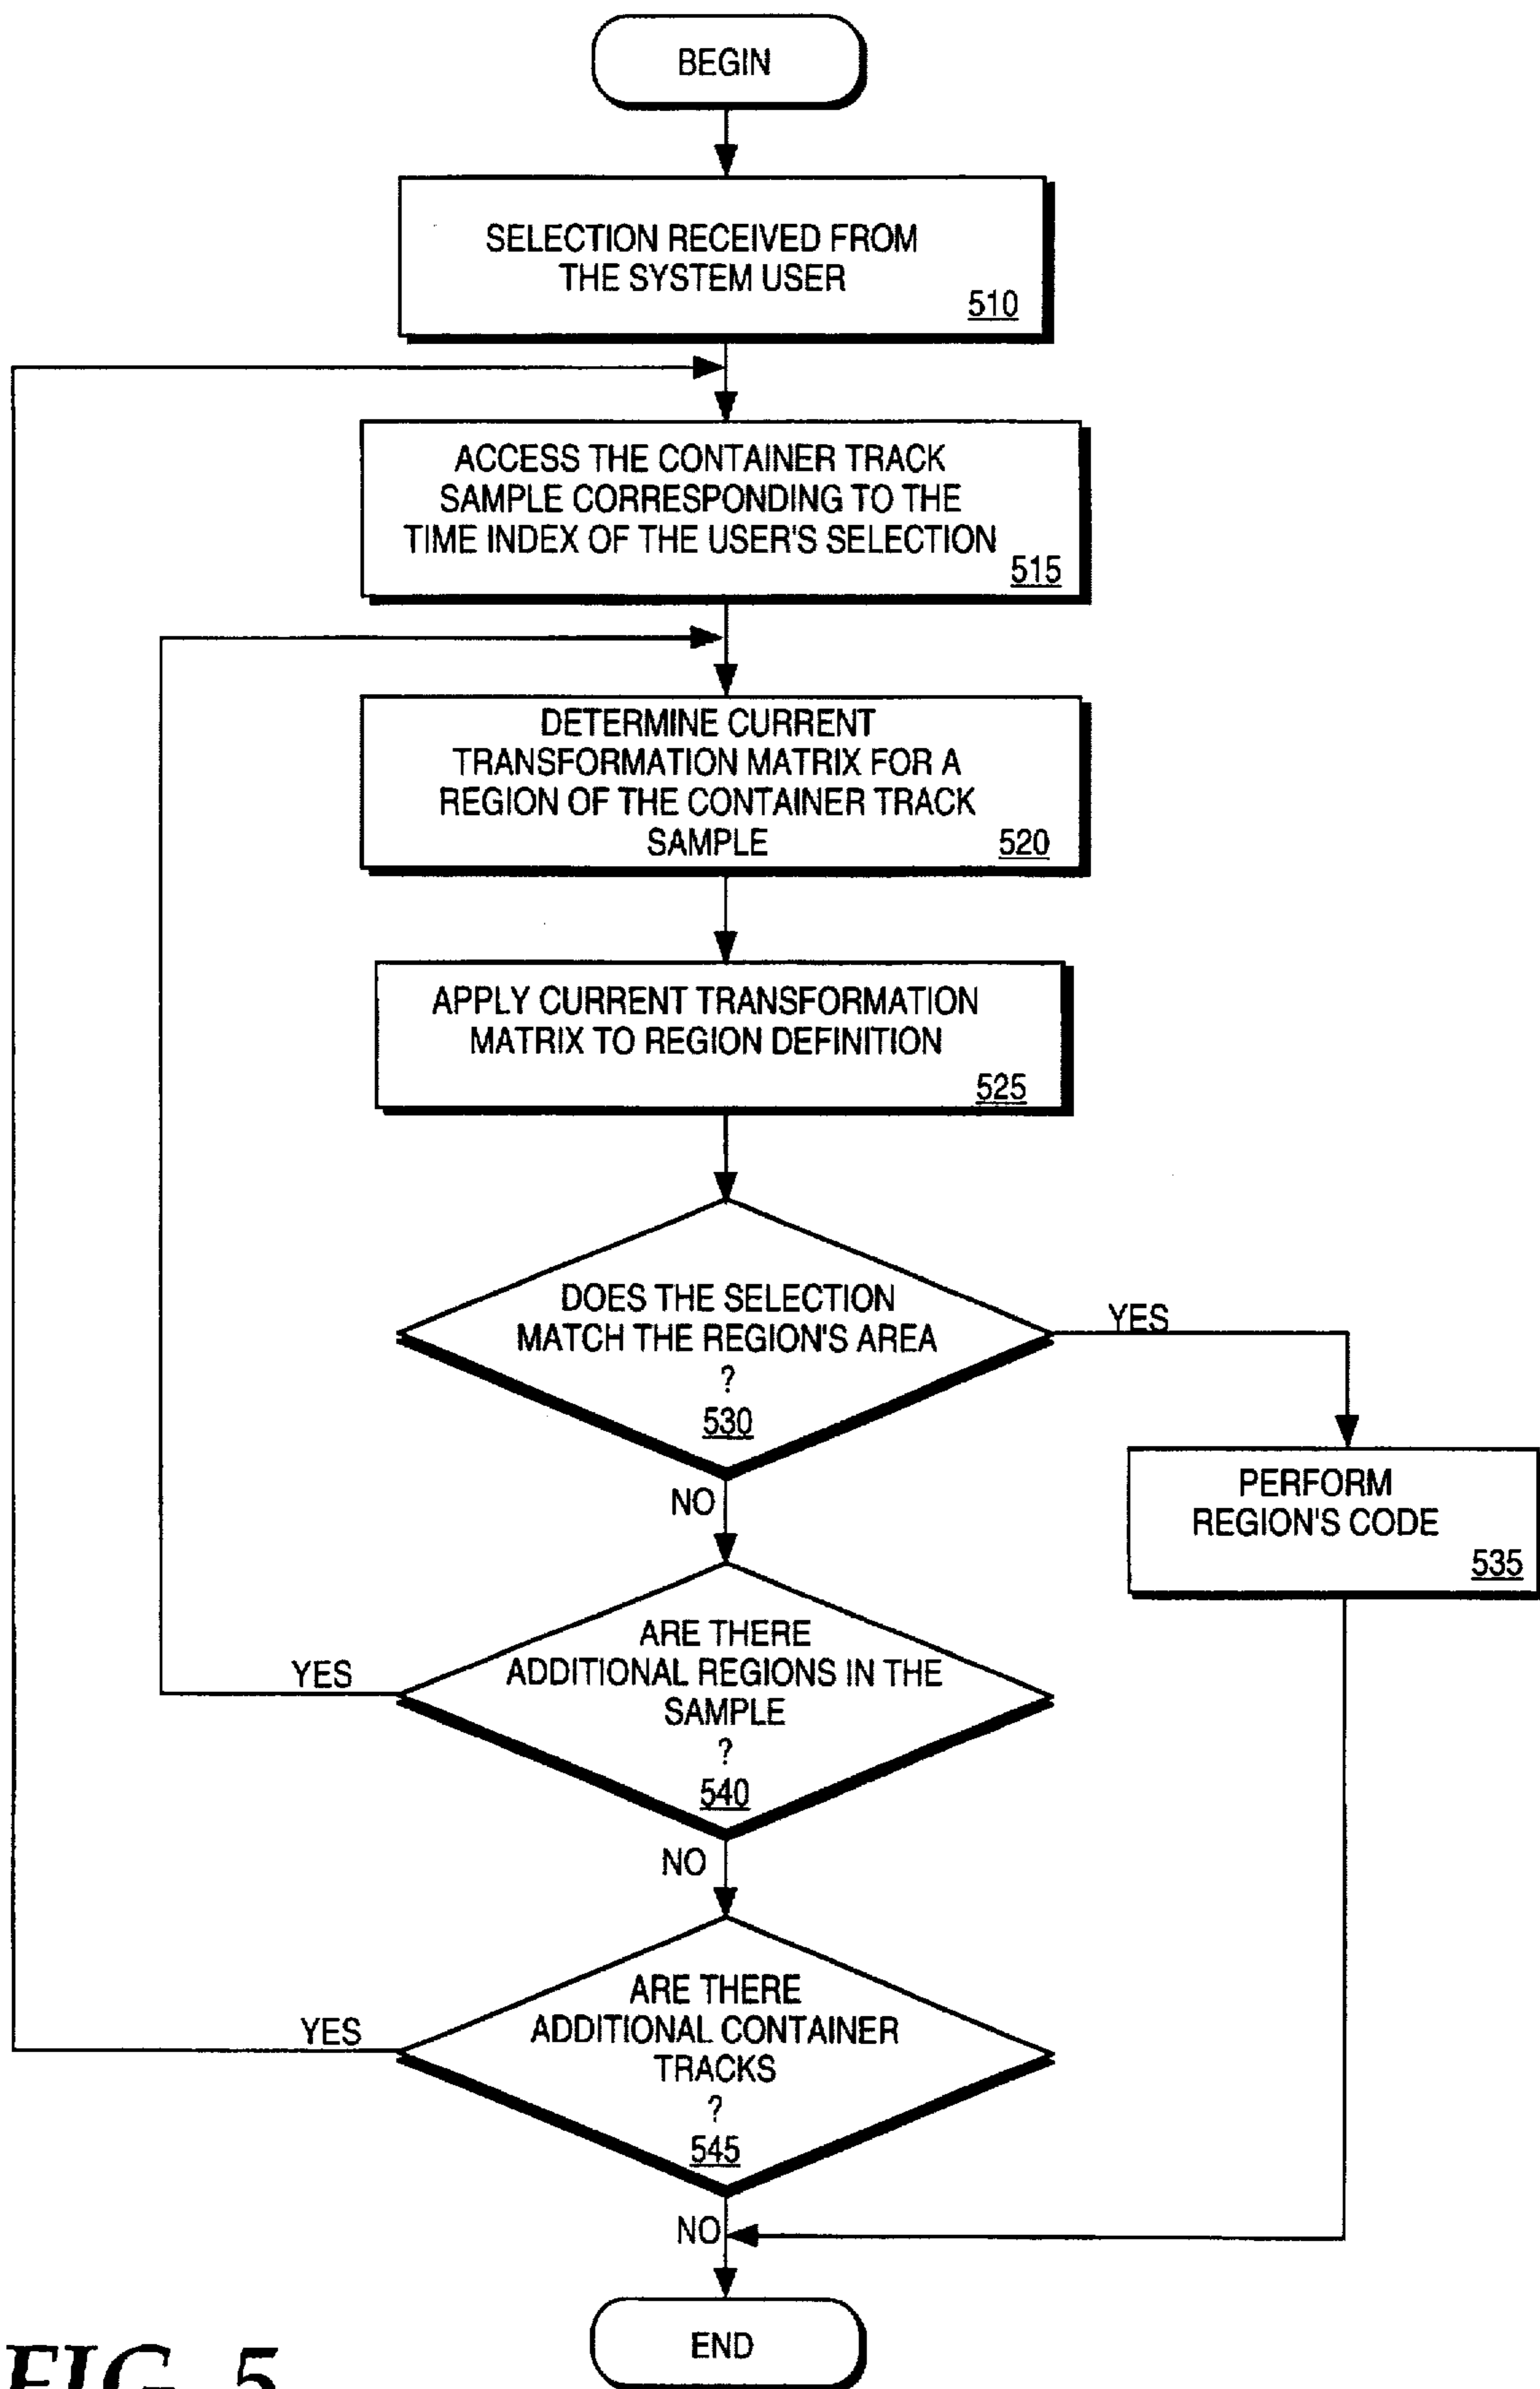 BEGIN
SELECTION RECEIVED FROM
THE SYSTEM USER
510
ACCESS THE CONTAINER TRACK
SAMPLE CORRESPONDING TO THE
TIME INDEX OF THE USER'S SELECTION
515
DETERMINE CURRENT
TRANSFORMATION MATRIX FOR A
REGION OF THE CONTAINER TRACK
SAMPLE
520
APPLY CURRENT TRANSFORMATION
MATRIX TO REGION DEFINITION
525
DOES THE SELECTION
MATCH THE REGION'S AREA
?
530
YES
NO
PERFORM
REGION'S CODE
535
ARE THERE
ADDITIONAL REGIONS IN THE
SAMPLE
?
540
YES
NO
ARE THERE
ADDITIONAL CONTAINER
TRACKS
?
545
YES
NO
END
FIG. 5